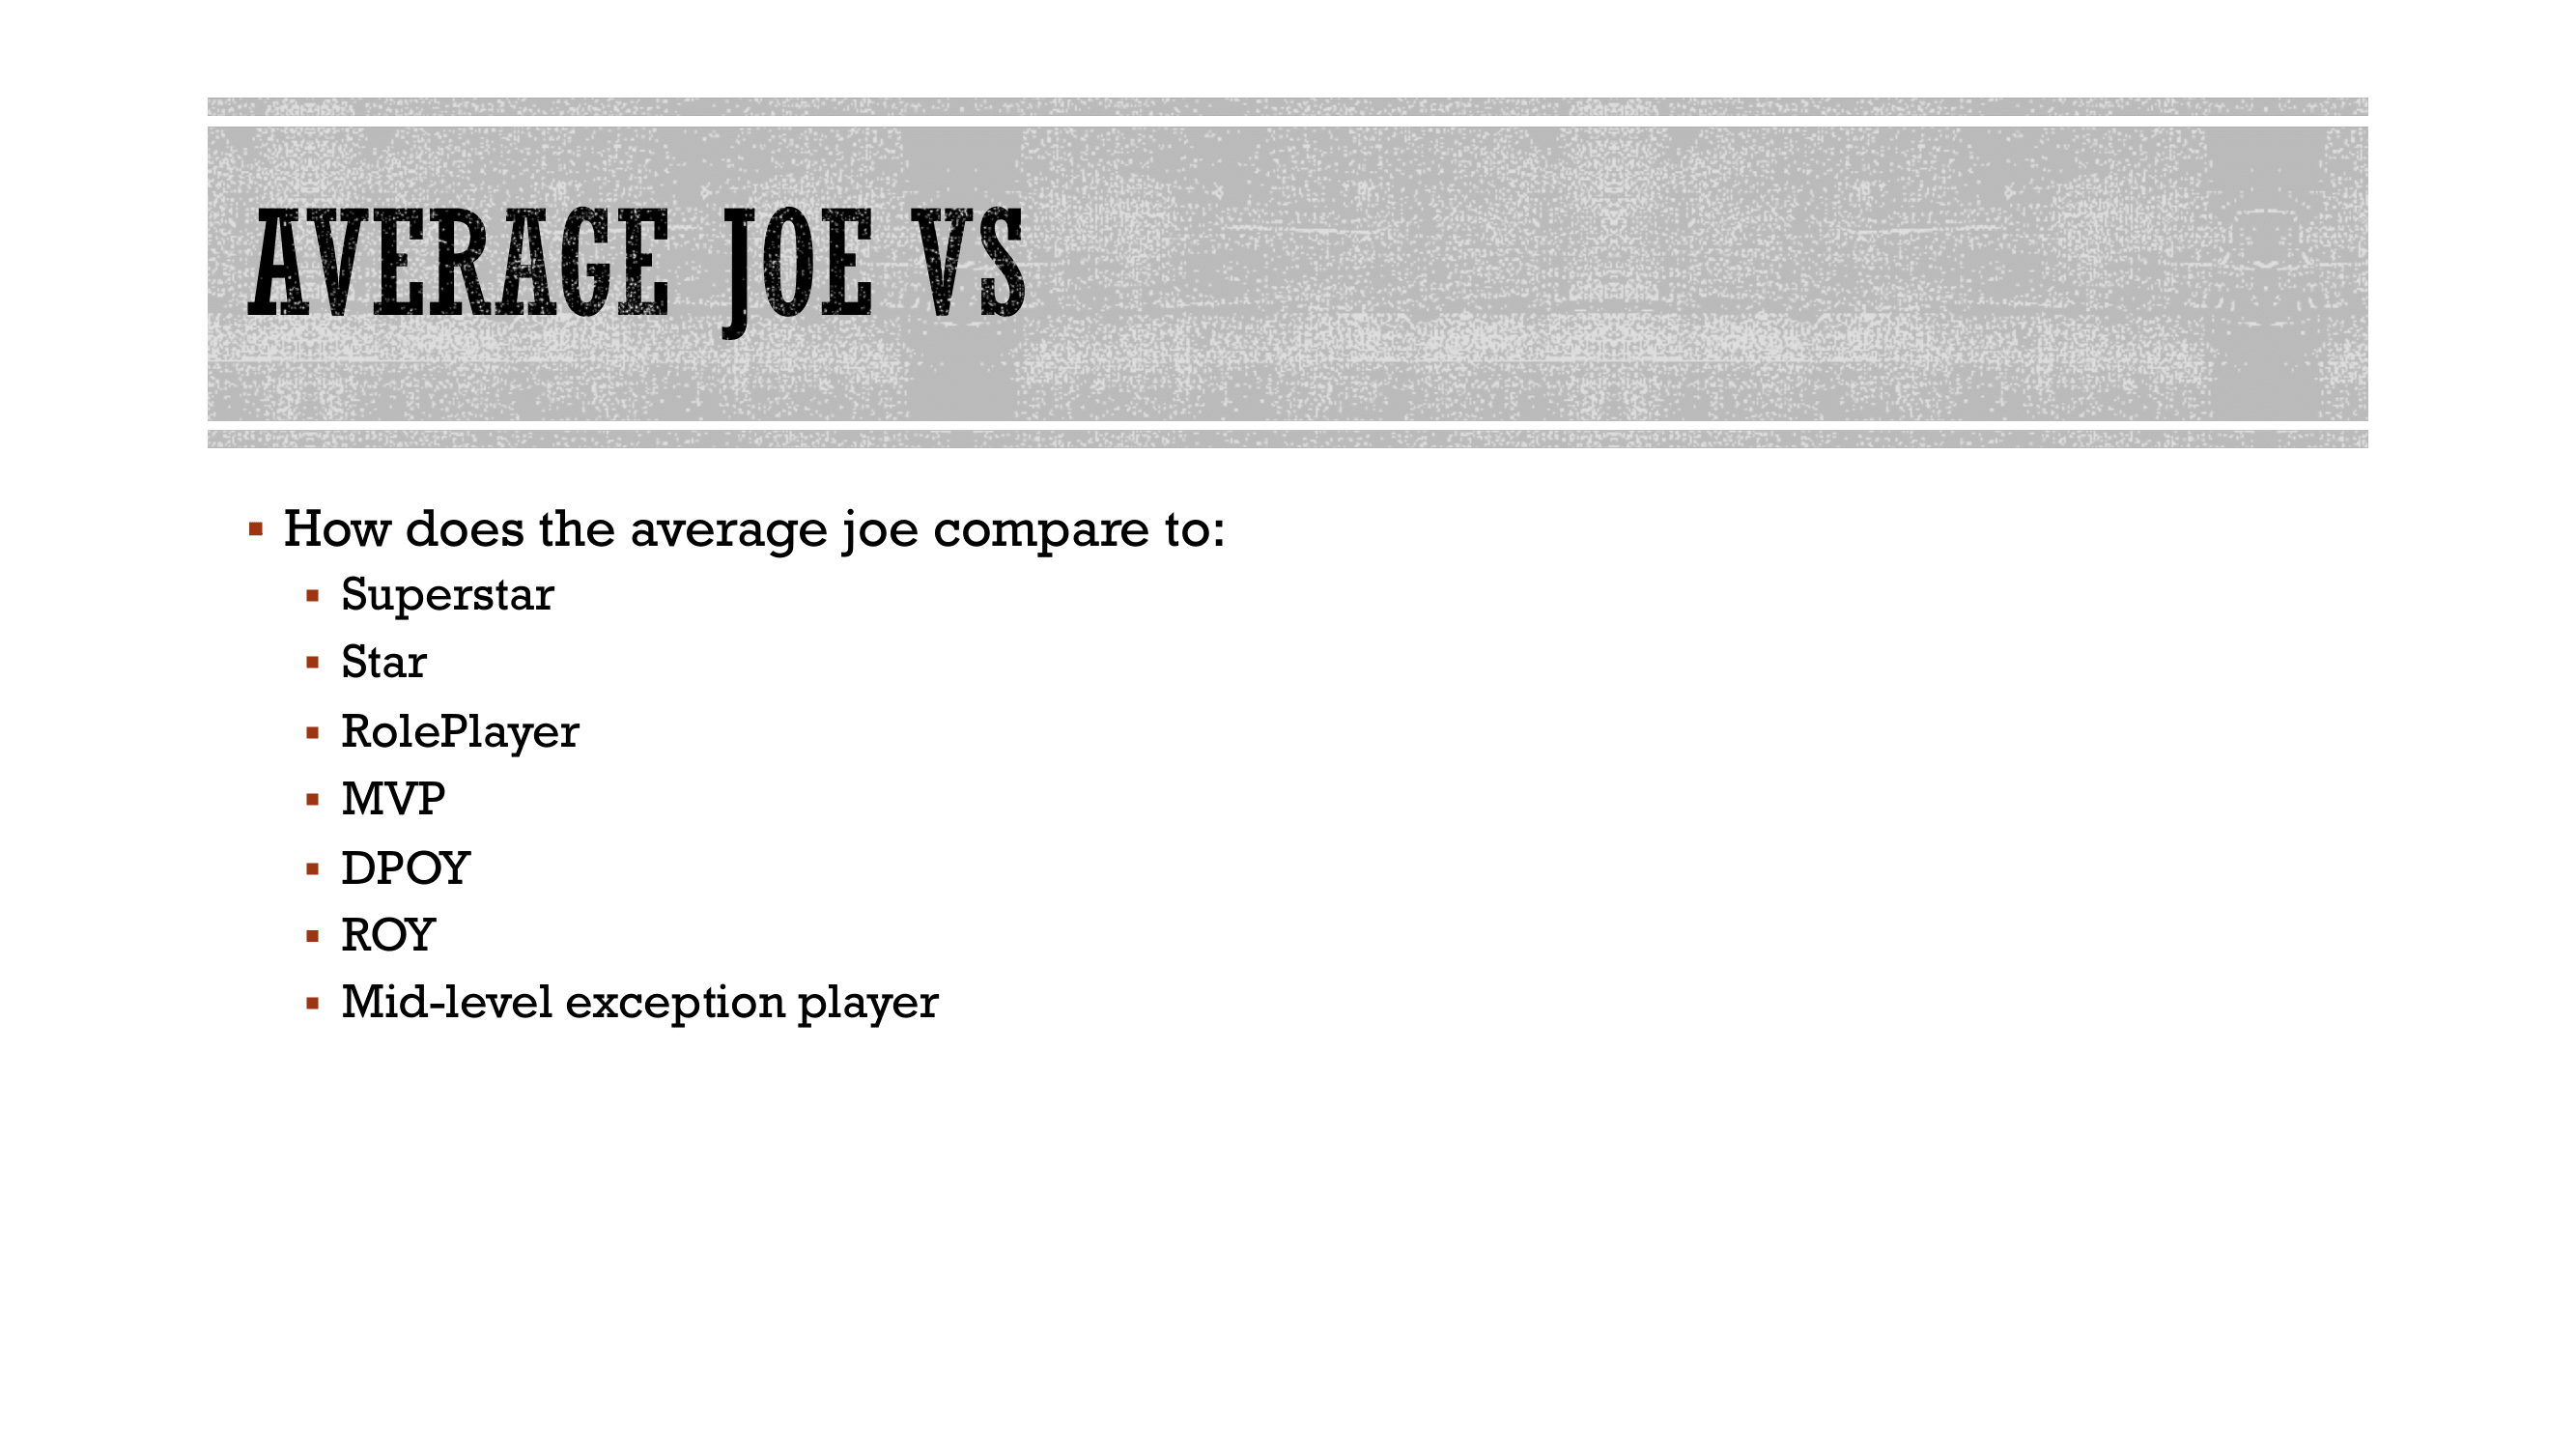 AVERAGE JOE VS
How does the average joe compare to:
Superstar
Star
RolePlayer
MVP
DPOY
ROY
Mid-level exception player